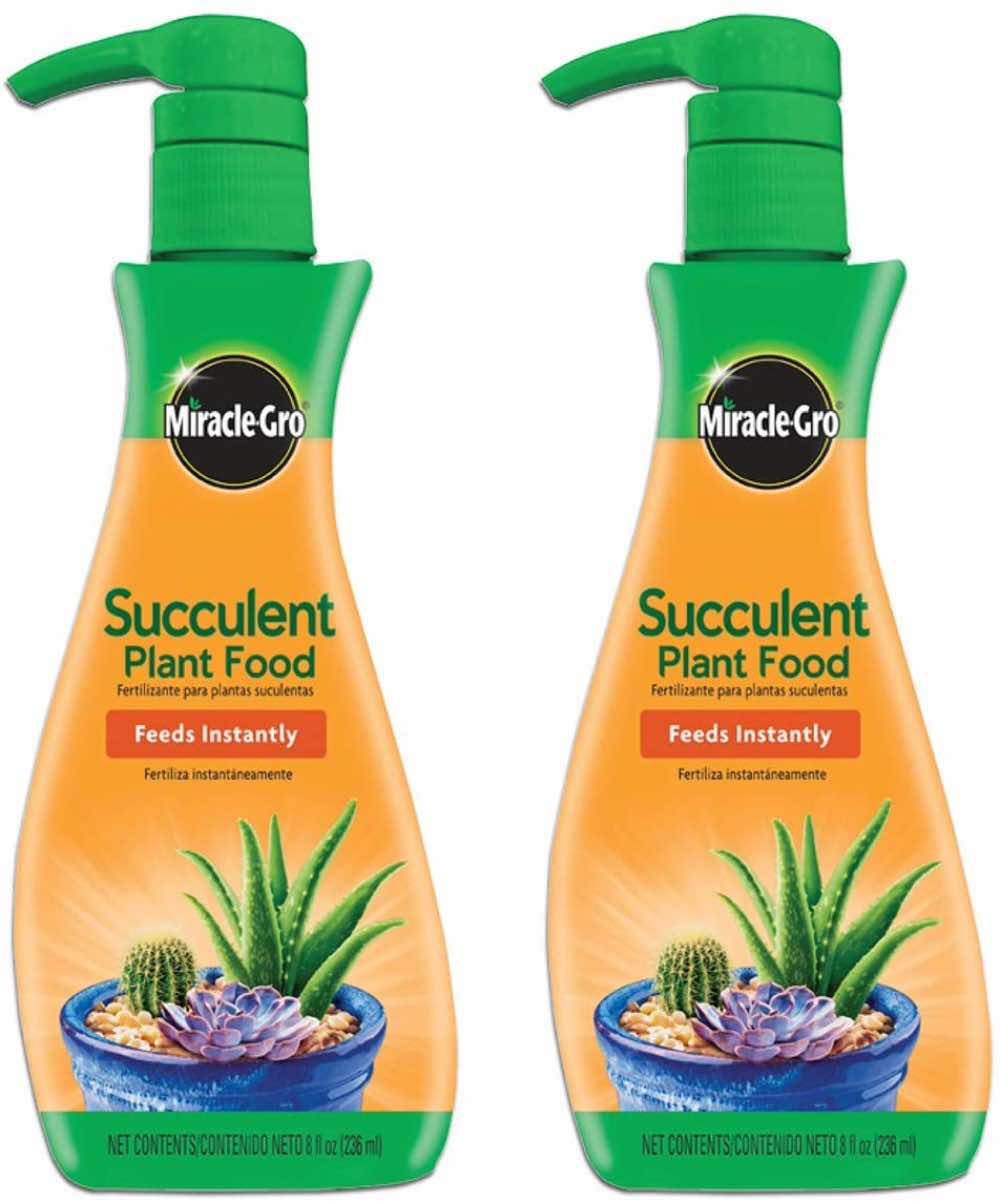 Miracle-Gro®
Succulent
Plant Food
Fertilizante para plantas suculentas
Feeds Instantly
Fertiliza instantáneamente
NET CONTENTS/CONTENIDO NETO 8 fl oz (236 ml)
Miracle-Gro®
Succulent
Plant Food
Fertilizante para plantas suculentas
Feeds Instantly
Fertiliza instantáneamente
NET CONTENTS/CONTENIDO NETO 8 fl oz (236 ml)